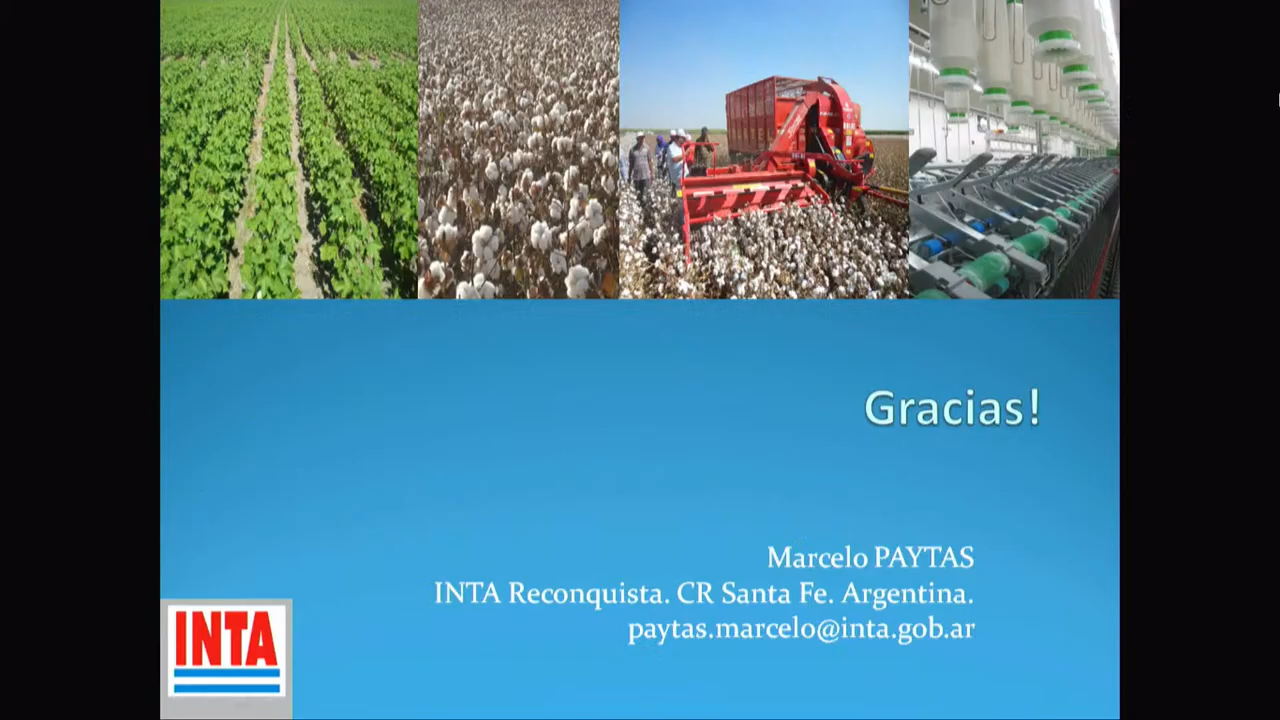 Gracias!
Marcelo PAYTAS
INTA Reconquista. CR Santa Fe. Argentina.
paytas.marcelo@inta.gob.ar
INTA